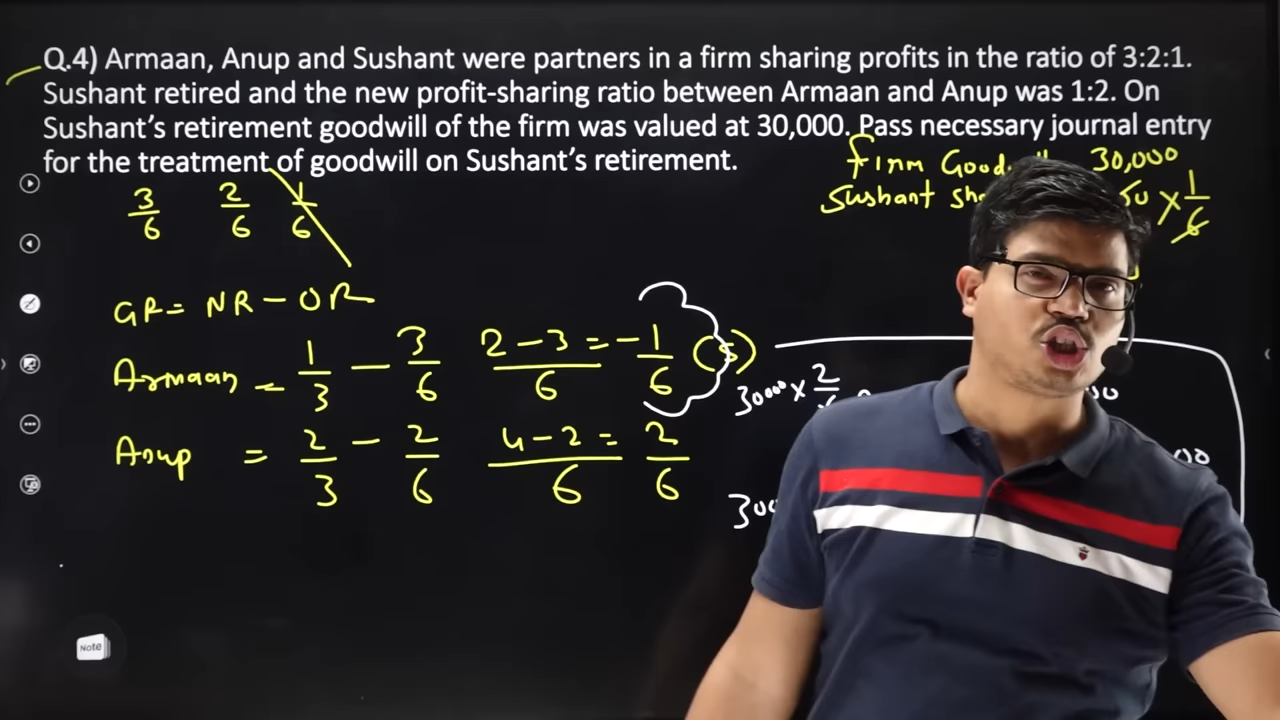 Q.4) Armaan, Anup and Sushant were partners in a firm sharing profits in the ratio of 3:2:1.
Sushant retired and the new profit-sharing ratio between Armaan and Anup was 1:2. On
Sushant’s retirement goodwill of the firm was valued at 30,000. Pass necessary journal entry
for the treatment of goodwill on Sushant’s retirement.
Firm 30,000
Sushant × 1/6
3/6 2/6 1/6
GR = NR - OR
Armaan = 1/3 - 3/6 2-3/6 = -1/6 (S)
30000 × 2/
Anup = 2/3 - 2/6 4-2/6 = 2/6
Note